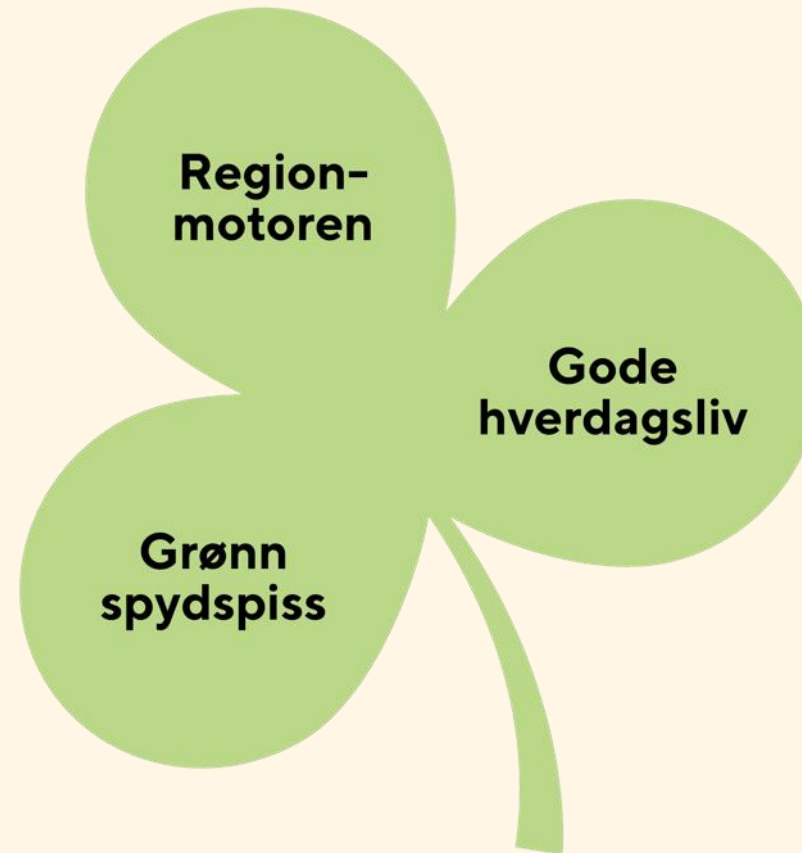 Region-
motoren
Gode
hverdagsliv
Grønn
spydspiss